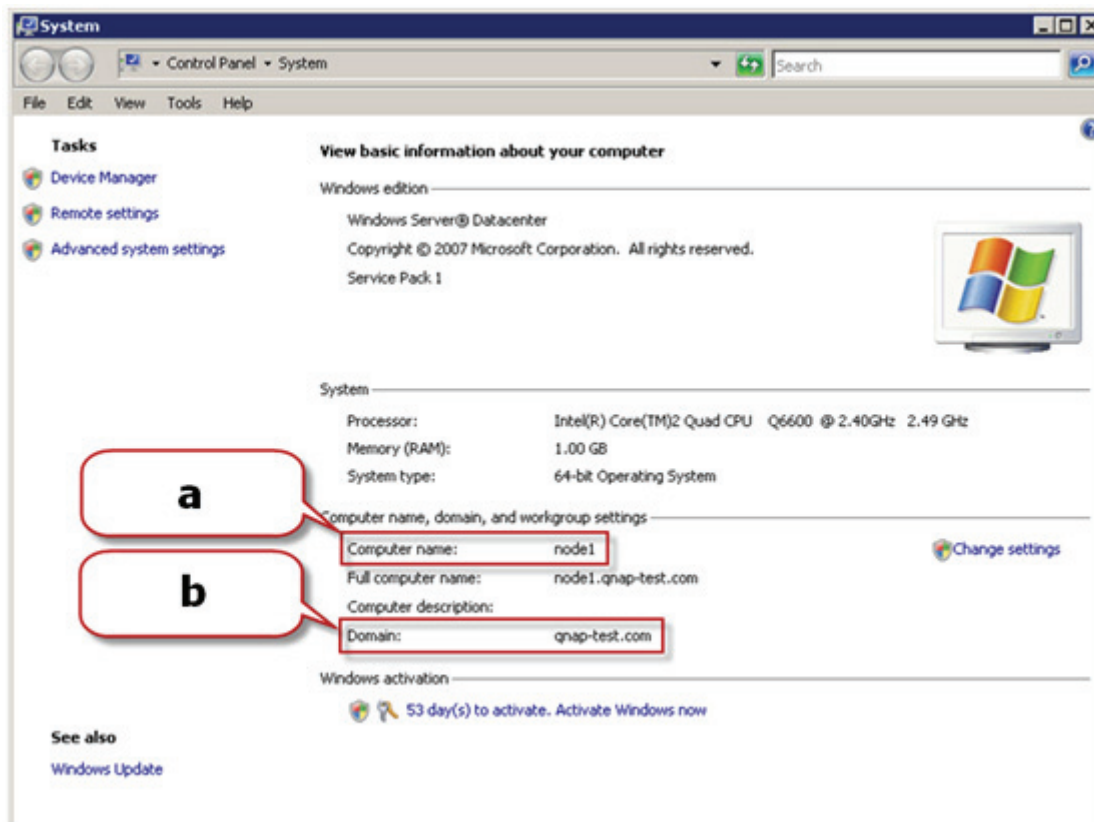 System
Control Panel System
Search
File Edit View Tools Help
Tasks
Device Manager
Remote settings
Advanced system settings
See also
Windows Update
View basic information about your computer
Windows edition
Windows Server® Datacenter
Copyright © 2007 Microsoft Corporation. All rights reserved.
Service Pack 1
System
Processor: Intel(R) Core(TM)2 Quad CPU Q6600 @ 2.40GHz 2.49 GHz
Memory (RAM): 1.00 GB
System type: 64-bit Operating System
Computer name, domain, and workgroup settings
a
Computer name: node1
Change settings
Full computer name: node1.qnap-test.com
b
Computer description:
Domain: qnap-test.com
Windows activation
53 day(s) to activate. Activate Windows now